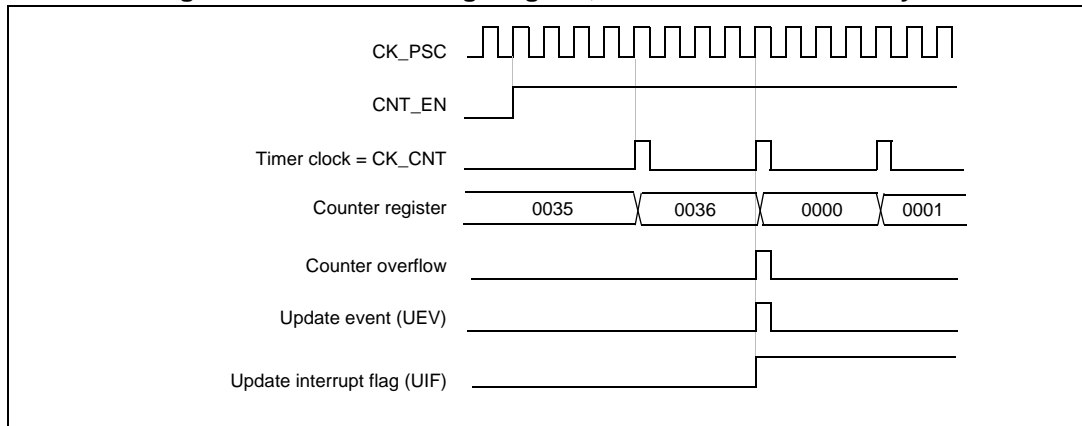 CK_PSC
CNT_EN
Timer clock = CK_CNT
Counter register 0035 0036 0000 0001
Counter overflow
Update event (UEV)
Update interrupt flag (UIF)